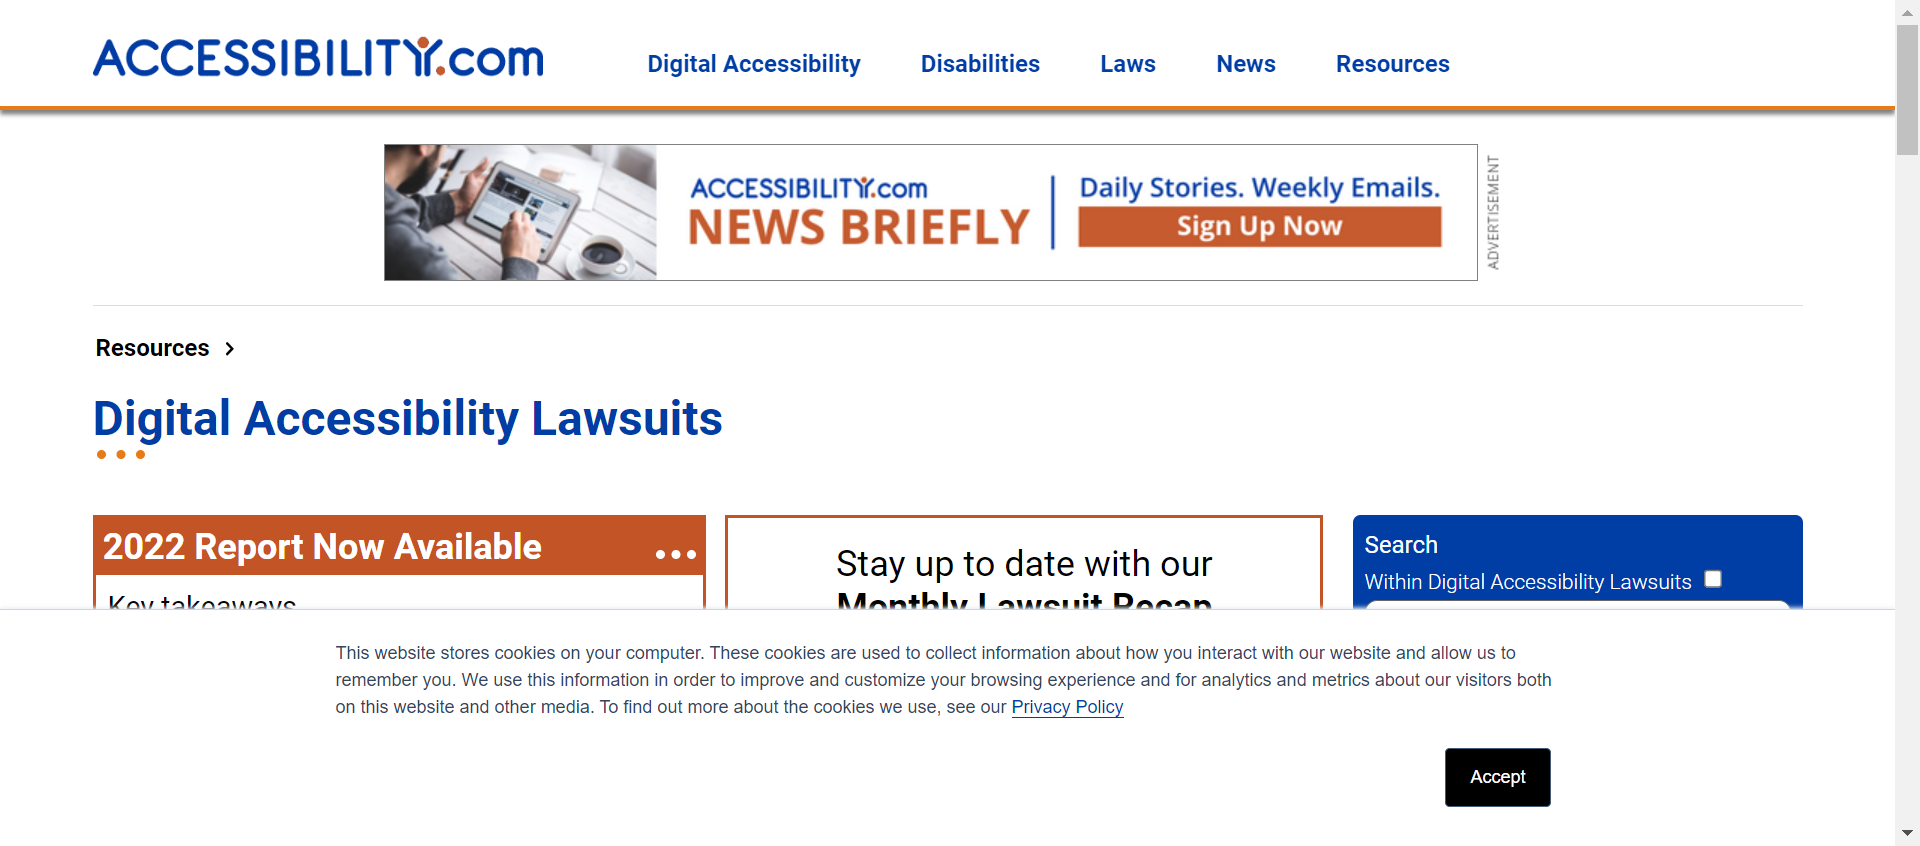 ACCESSIBILITY.com
Digital Accessibility
Disabilities
Laws
News
Resources
ACCESSIBILITY.com
NEWS BRIEFLY
Daily Stories. Weekly Emails.
Sign Up Now
ADVERTISEMENT
Resources
Digital Accessibility Lawsuits
2022 Report Now Available
Key takeaways
Stay up to date with our
Monthly Lawsuit Recap
Search
Within Digital Accessibility Lawsuits
This website stores cookies on your computer. These cookies are used to collect information about how you interact with our website and allow us to
remember you. We use this information in order to improve and customize your browsing experience and for analytics and metrics about our visitors both
on this website and other media. To find out more about the cookies we use, see our Privacy Policy
Accept